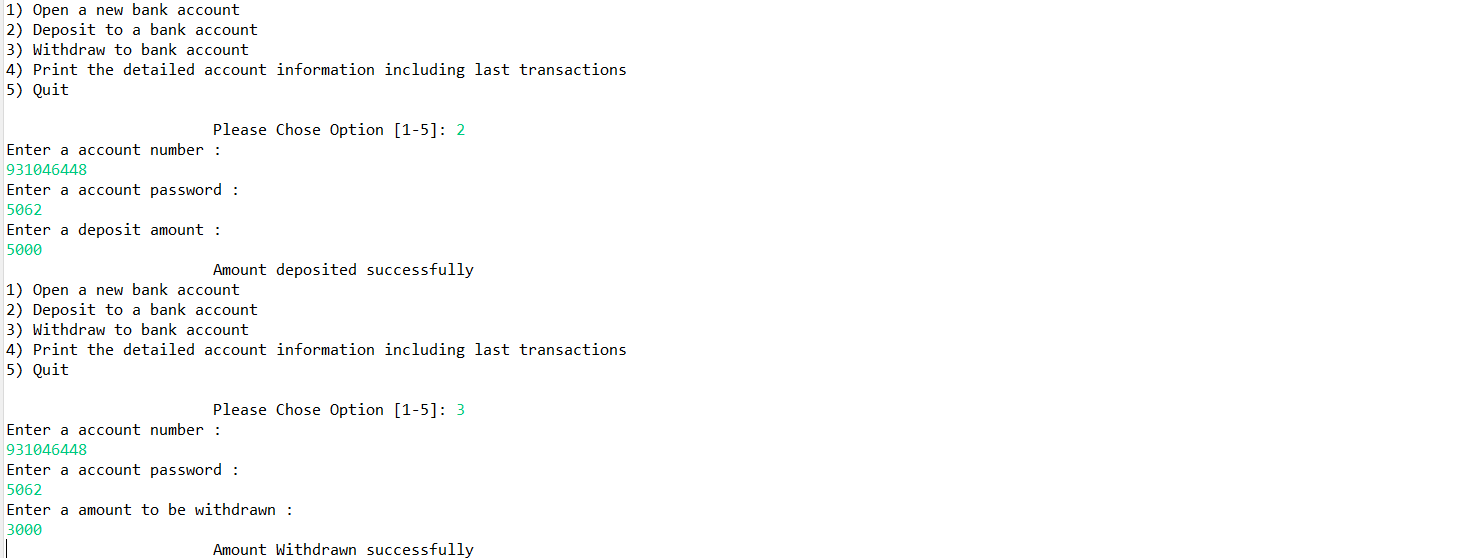 1) Open a new bank account
2) Deposit to a bank account
3) Withdraw to bank account
4) Print the detailed account information including last transactions
5) Quit
Please Chose Option [1-5]: 2
Enter a account number :
931046448
Enter a account password :
5062
Enter a deposit amount :
5000
Amount deposited successfully
1) Open a new bank account
2) Deposit to a bank account
3) Withdraw to bank account
4) Print the detailed account information including last transactions
5) Quit
Please Chose Option [1-5]: 3
Enter a account number :
931046448
Enter a account password :
5062
Enter a amount to be withdrawn :
3000
Amount Withdrawn successfully